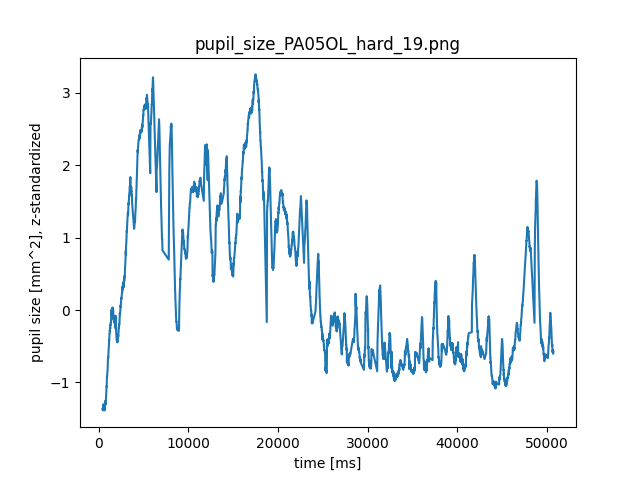 pupil_size_PA05OL_hard_19.png
pupil size [mm^2], z-standardized
3
2
1
0
−1
0 10000 20000 30000 40000 50000
time [ms]